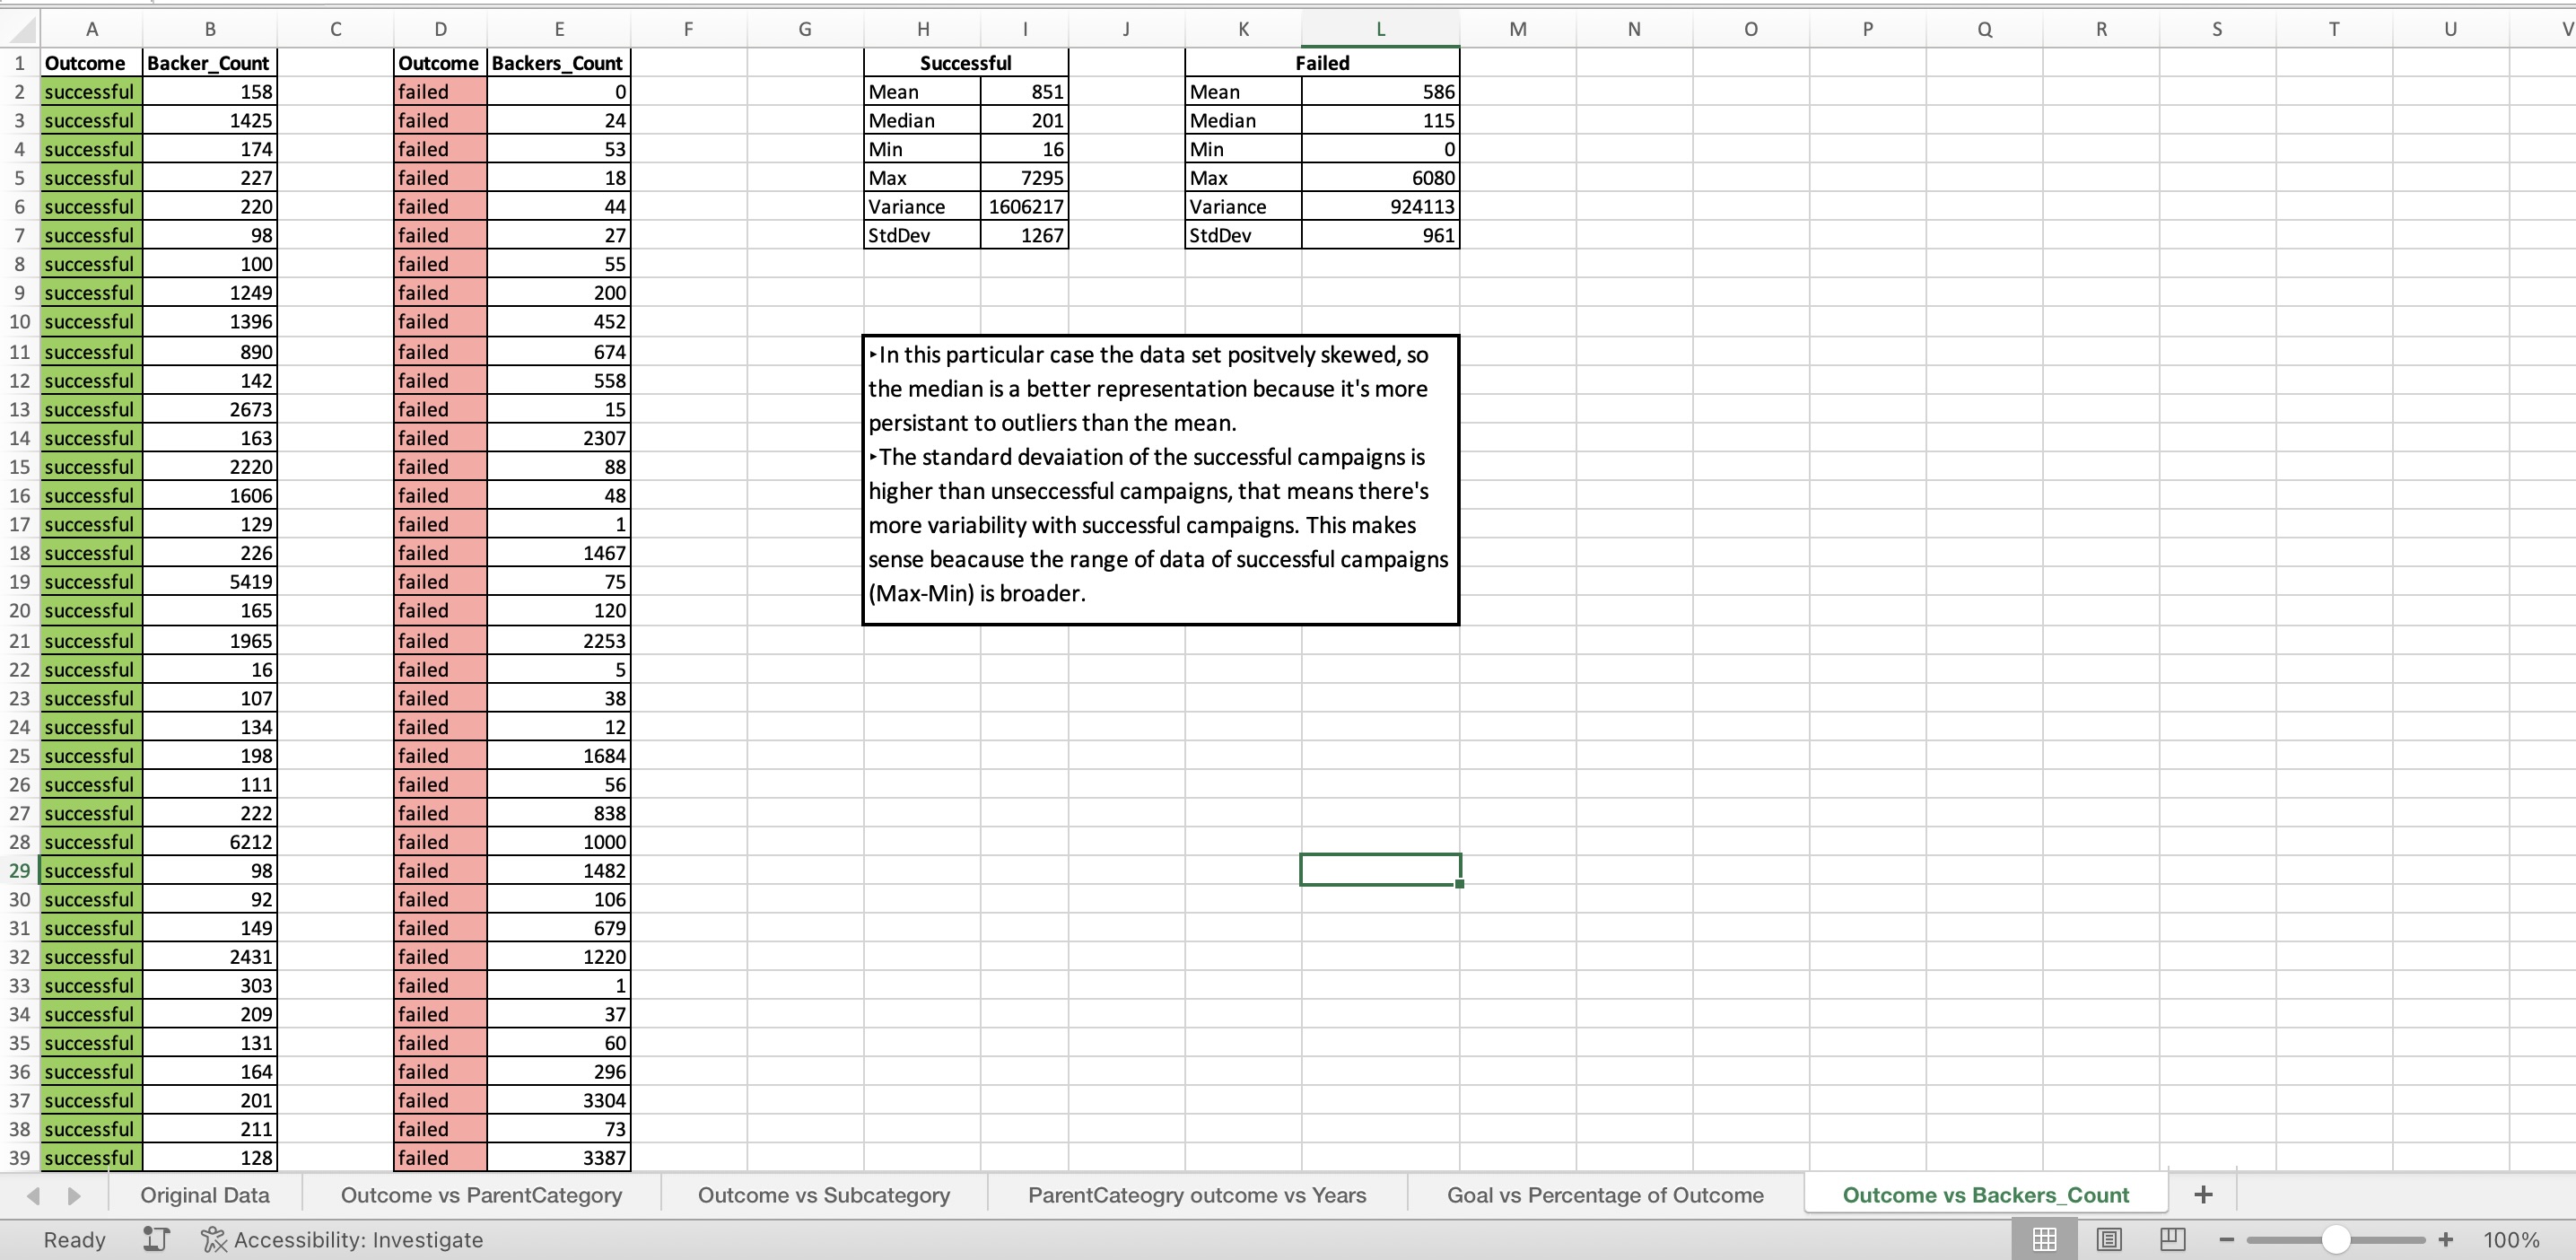 A B C D E F G H I J K L M N O P Q R S T U V
1 Outcome Backer_Count Outcome Backers_Count Successful Failed
2 successful 158 failed 0 Mean 851 Mean 586
3 successful 1425 failed 24 Median 201 Median 115
4 successful 174 failed 53 Min 16 Min 0
5 successful 227 failed 18 Max 7295 Max 6080
6 successful 220 failed 44 Variance 1606217 Variance 924113
7 successful 98 failed 27 StdDev 1267 StdDev 961
8 successful 100 failed 55
9 successful 1249 failed 200
10 successful 1396 failed 452
11 successful 890 failed 674
12 successful 142 failed 558
13 successful 2673 failed 15
14 successful 163 failed 2307
15 successful 2220 failed 88
16 successful 1606 failed 48
17 successful 129 failed 1
18 successful 226 failed 1467
19 successful 5419 failed 75
20 successful 165 failed 120
21 successful 1965 failed 2253
22 successful 16 failed 5
23 successful 107 failed 38
24 successful 134 failed 12
25 successful 198 failed 1684
26 successful 111 failed 56
27 successful 222 failed 838
28 successful 6212 failed 1000
29 successful 98 failed 1482
30 successful 92 failed 106
31 successful 149 failed 679
32 successful 2431 failed 1220
33 successful 303 failed 1
34 successful 209 failed 37
35 successful 131 failed 60
36 successful 164 failed 296
37 successful 201 failed 3304
38 successful 211 failed 73
39 successful 128 failed 3387
‣In this particular case the data set positvely skewed, so
the median is a better representation because it's more
persistant to outliers than the mean.
‣The standard devaiation of the successful campaigns is
higher than unseccessful campaigns, that means there's
more variability with successful campaigns. This makes
sense beacause the range of data of successful campaigns
(Max-Min) is broader.
Original Data Outcome vs ParentCategory Outcome vs Subcategory ParentCateogry outcome vs Years Goal vs Percentage of Outcome Outcome vs Backers_Count +
Ready Accessibility: Investigate − + 100%